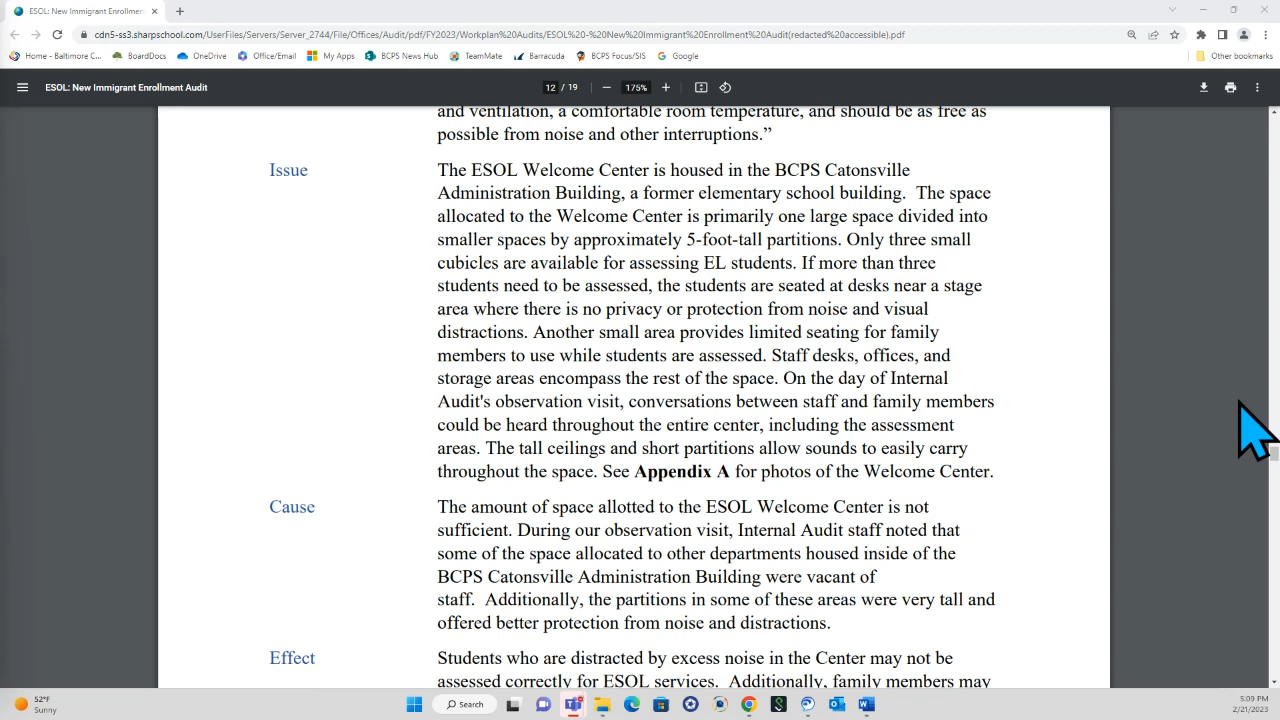 ESOL: New Immigrant Enrollment
cdn5-ss3.sharpschool.com/UserFiles/Servers/Server_2744/File/Offices/Audit/pdf/FY2023/Workplan%20Audits/ESOL%20-%20New%20Immigrant%20Enrollment%20Audit(redacted%20accessible).pdf
Home - Baltimore C... BoardDocs OneDrive Office/Email My Apps BCPS News Hub TeamMate Barracuda BCPS Focus/SIS Google Other bookmarks
ESOL: New Immigrant Enrollment Audit 12 / 19 175%
and ventilation, a comfortable room temperature, and should be as free as
possible from noise and other interruptions.”
Issue The ESOL Welcome Center is housed in the BCPS Catonsville
Administration Building, a former elementary school building. The space
allocated to the Welcome Center is primarily one large space divided into
smaller spaces by approximately 5-foot-tall partitions. Only three small
cubicles are available for assessing EL students. If more than three
students need to be assessed, the students are seated at desks near a stage
area where there is no privacy or protection from noise and visual
distractions. Another small area provides limited seating for family
members to use while students are assessed. Staff desks, offices, and
storage areas encompass the rest of the space. On the day of Internal
Audit's observation visit, conversations between staff and family members
could be heard throughout the entire center, including the assessment
areas. The tall ceilings and short partitions allow sounds to easily carry
throughout the space. See Appendix A for photos of the Welcome Center.
Cause The amount of space allotted to the ESOL Welcome Center is not
sufficient. During our observation visit, Internal Audit staff noted that
some of the space allocated to other departments housed inside of the
BCPS Catonsville Administration Building were vacant of
staff. Additionally, the partitions in some of these areas were very tall and
offered better protection from noise and distractions.
Effect Students who are distracted by excess noise in the Center may not be
assessed correctly for ESOL services. Additionally, family members may
52°F
Sunny
Search
5:09 PM
2/21/2023